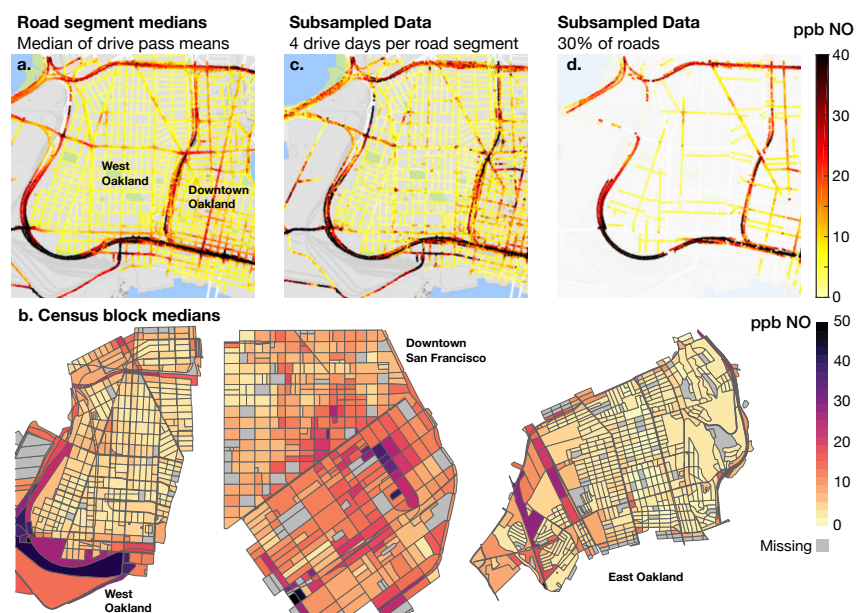 Road segment medians
Median of drive pass means
Subsampled Data
4 drive days per road segment
Subsampled Data
30% of roads
ppb NO
a.
c.
d.
West
Oakland
Downtown
Oakland
40
30
20
10
0
b. Census block medians
ppb NO
Downtown
San Francisco
50
40
30
20
10
0
Missing
West
Oakland
East Oakland